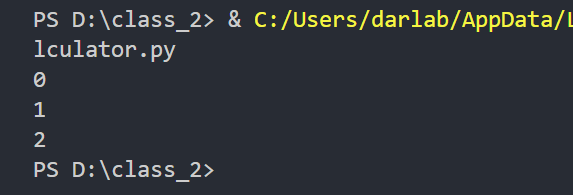 PS D:\class_2> & C:/Users/darlab/AppData/
lculator.py
0
1
2
PS D:\class_2>